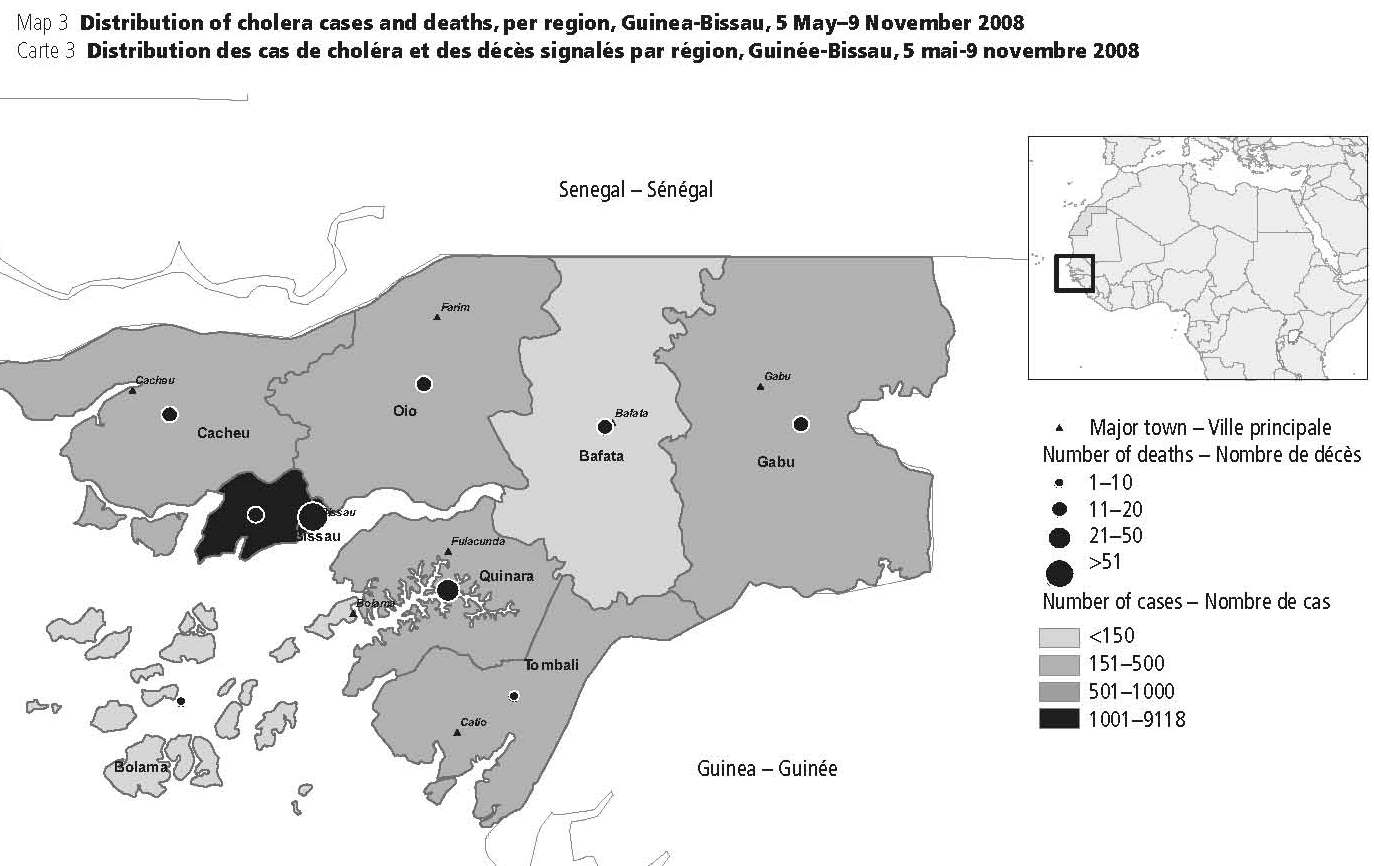 Map 3 Distribution of cholera cases and deaths, per region, Guinea-Bissau, 5 May–9 November 2008
Carte 3 Distribution des cas de choléra et des décès signalés par région, Guinée-Bissau, 5 mai-9 novembre 2008
Senegal – Sénégal
Farim
Cacheu
Gabu
Oio
Bafata
Cacheu
Bafata
Gabu
Bissau
Bissau
Fulacunda
Quinara
Bolama
Tombali
Catio
Bolama
Guinea – Guinée
Major town – Ville principale
Number of deaths – Nombre de décès
1–10
11–20
21–50
>51
Number of cases – Nombre de cas
<150
151–500
501–1000
1001–9118